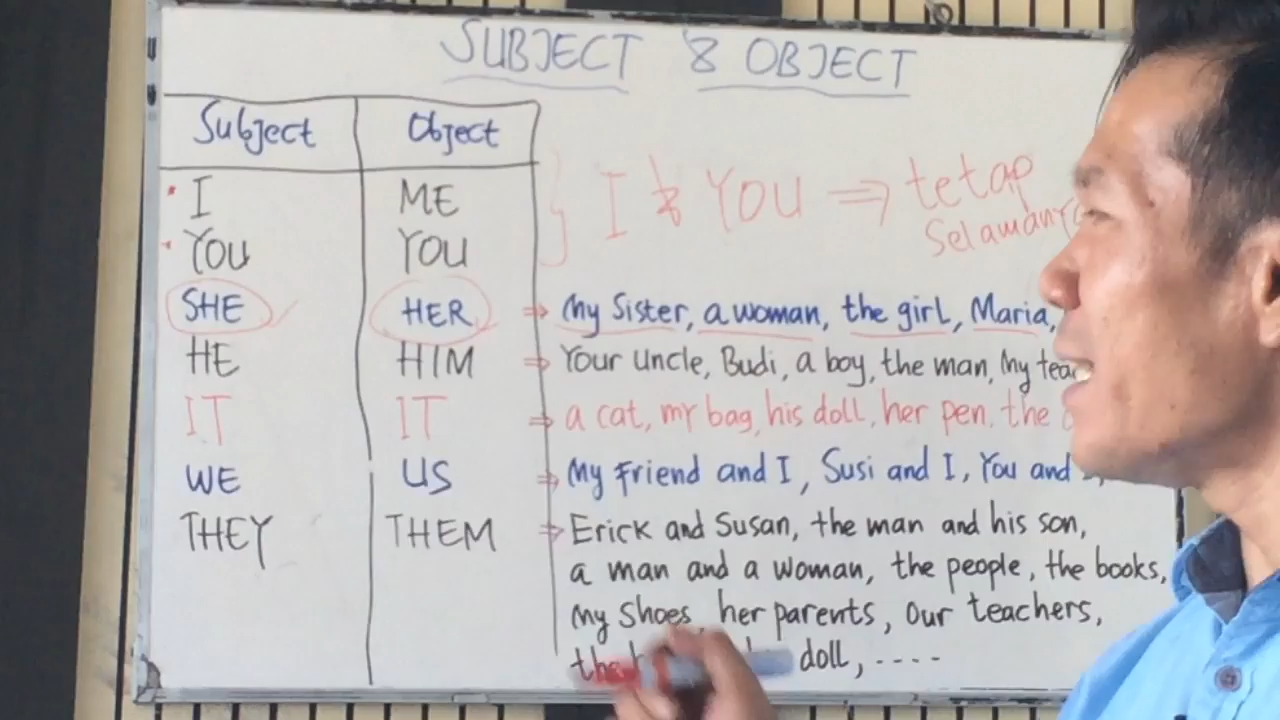 SUBJECT & OBJECT
Subject Object
I ME
YOU YOU
} I & YOU ⇒ tetap
Selamanya
SHE HER ⇒ My Sister, a woman, the girl, Maria,
HE HIM ⇒ Your uncle, Budi, a boy, the man, My
IT IT ⇒ a cat, my bag, his doll, her pen, the
WE US ⇒ My Friend and I, Susi and I, You and
THEY THEM ⇒ Erick and Susan, the man and his son,
a man and a woman, the people, the books,
My Shoes, her parents, Our teachers,
doll, ----